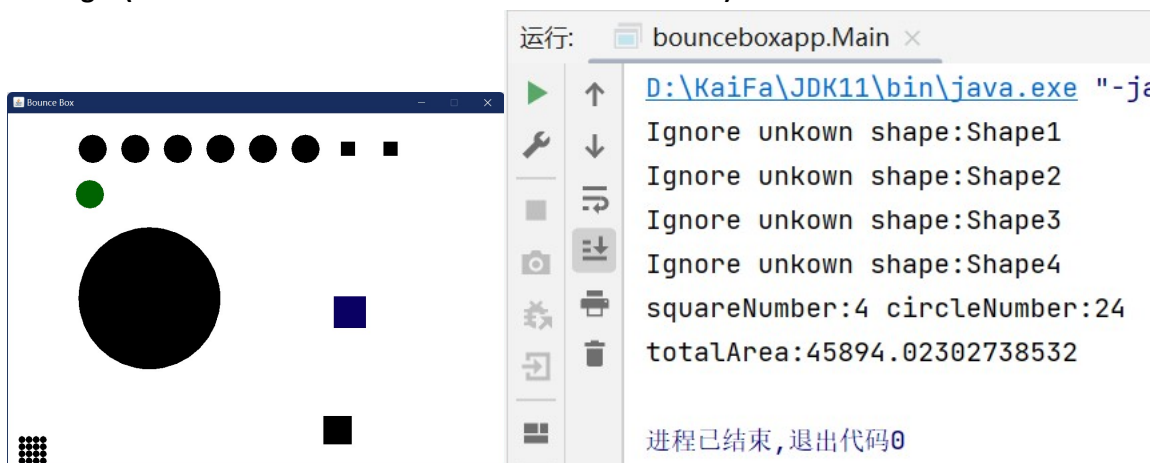 运行: bounceboxapp.Main
Bounce Box
D:\KaiFa\JDK11\bin\java.exe "-ja
Ignore unkown shape:Shape1
Ignore unkown shape:Shape2
Ignore unkown shape:Shape3
Ignore unkown shape:Shape4
squareNumber:4 circleNumber:24
totalArea:45894.02302738532
进程已结束,退出代码0